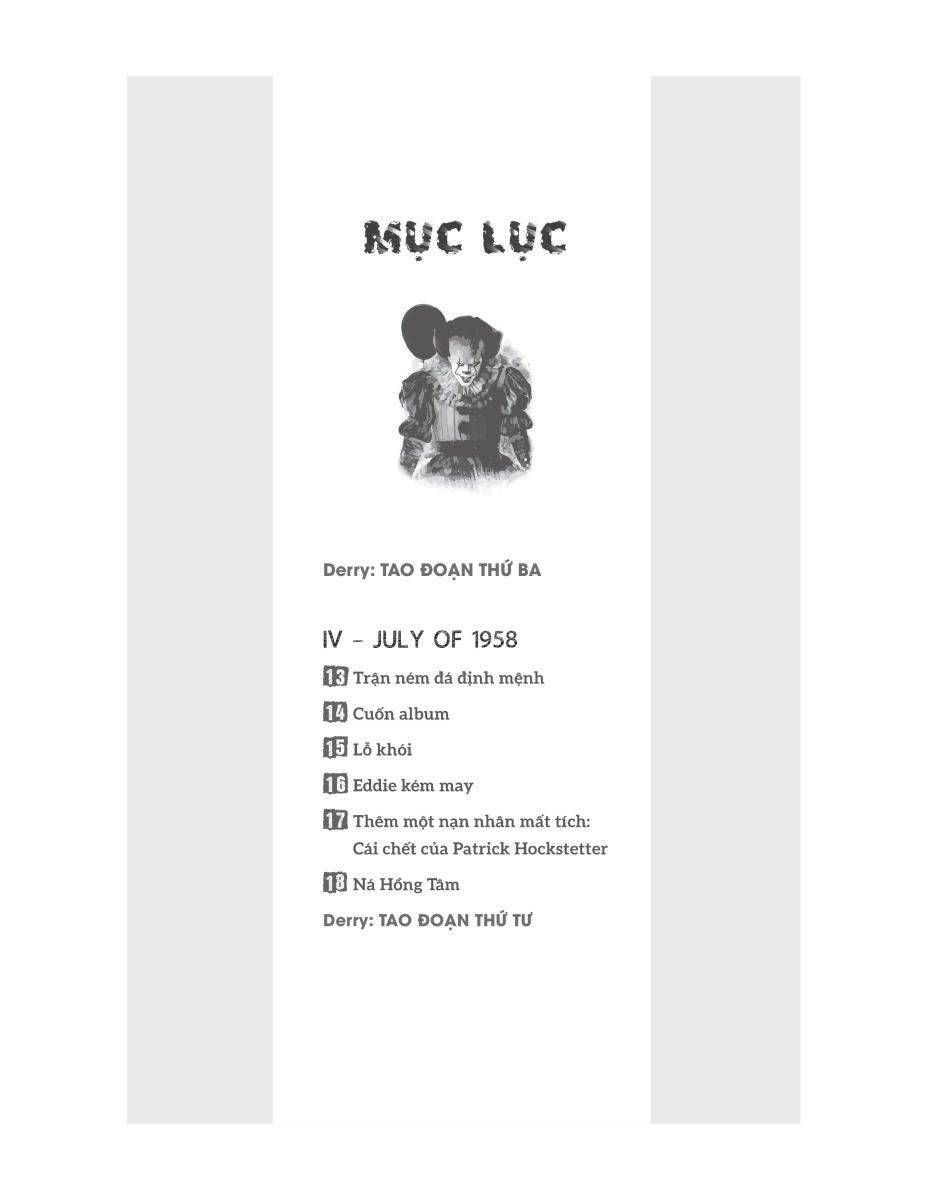 MỤC LỤC
Derry: TAO ĐOẠN THỨ BA
IV – JULY OF 1958
13 Trận ném đá định mệnh
14 Cuốn album
15 Lỗ khói
16 Eddie kém may
17 Thêm một nạn nhân mất tích:
Cái chết của Patrick Hockstetter
18 Ná Hồng Tâm
Derry: TAO ĐOẠN THỨ TƯ